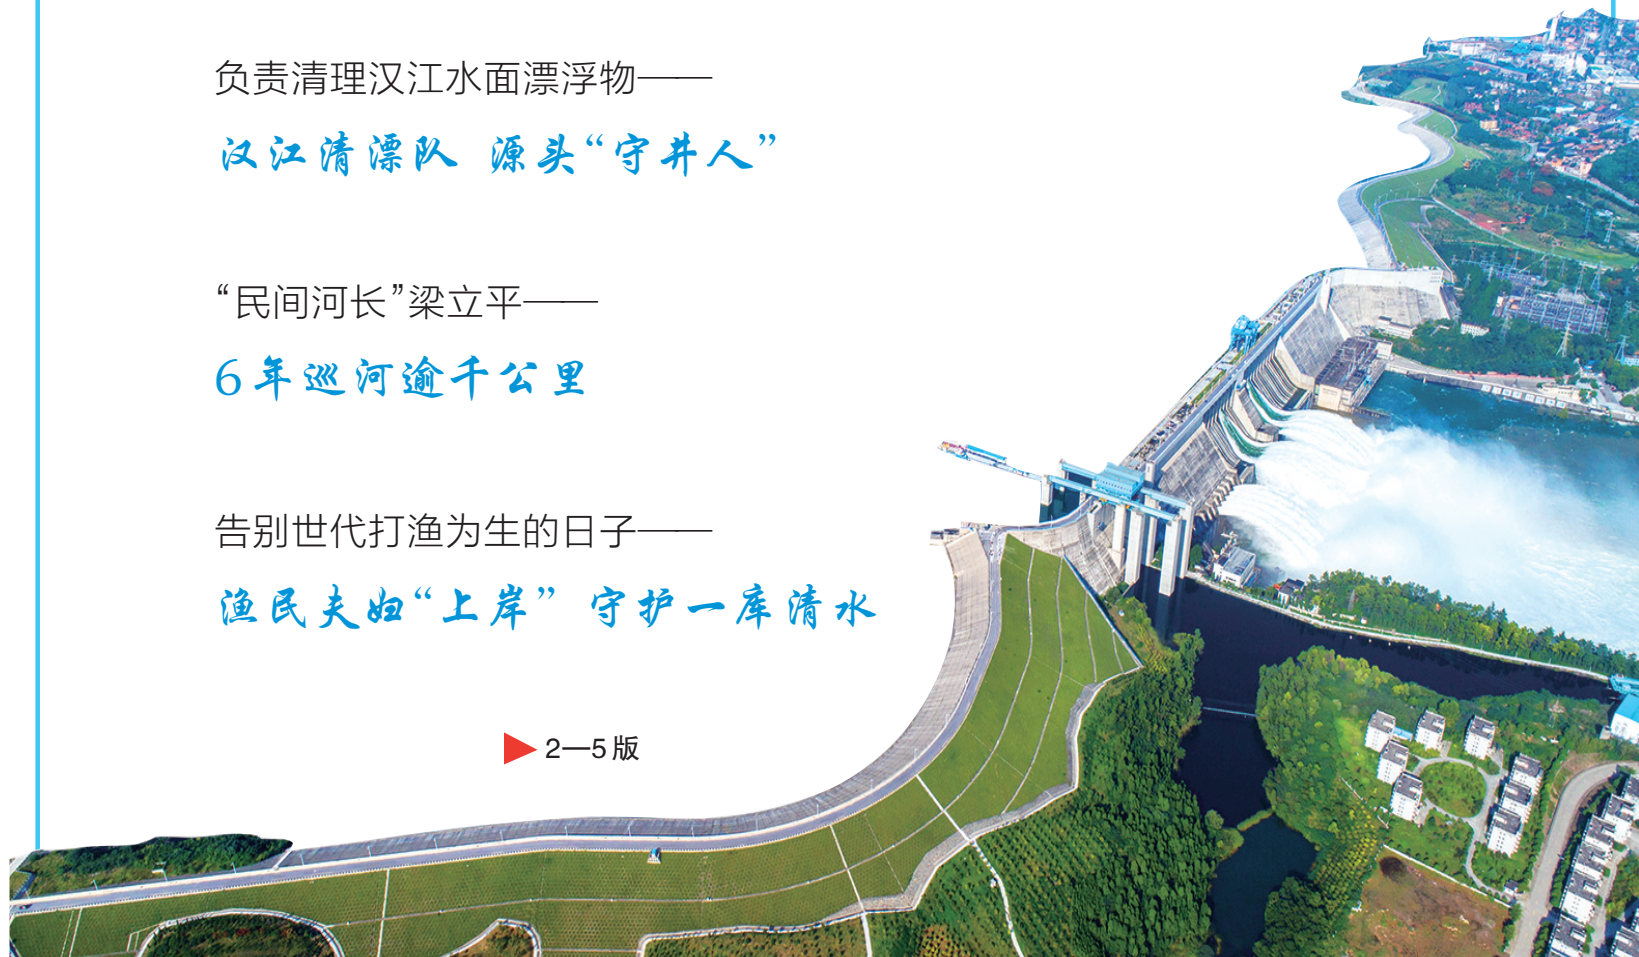 负责清理汉江水面漂浮物——
汉江清漂队 源头“守井人”
“民间河长”梁立平——
6年巡河逾千公里
告别世代打渔为生的日子——
渔民夫妇“上岸” 守护一库清水
2—5版